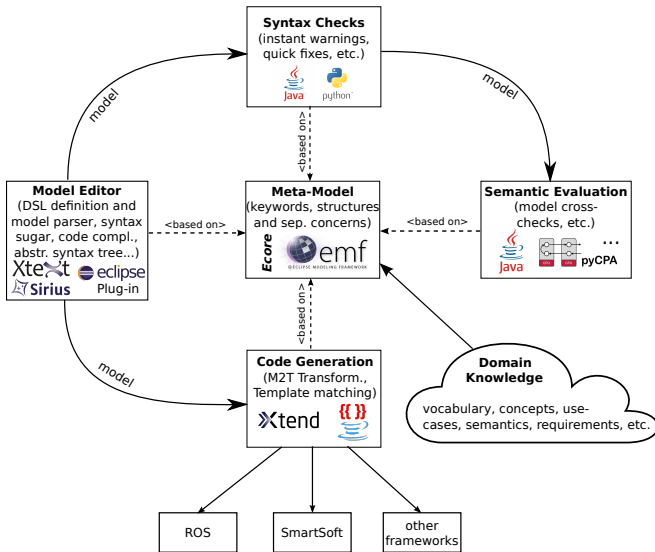 Syntax Checks
(instant warnings,
quick fixes, etc.)
Java
python
model
model
<based on>
Model Editor
(DSL definition and
model parser, syntax
sugar, code compl.,
abstr. syntax tree...)
Xtext
eclipse
Sirius
Plug-in
<based on>
Meta-Model
(keywords, structures
and sep. concerns)
Ecore
emf
ECLIPSE MODELING FRAMEWORK
<based on>
Semantic Evaluation
(model cross-
checks, etc.)
Java
CPU
CPU
pyCPA
...
<based on>
model
Code Generation
(M2T Transform.,
Template matching)
Xtend
{{ }}
Domain
Knowledge
vocabulary, concepts, use-
cases, semantics, requirements, etc.
ROS
SmartSoft
other
frameworks